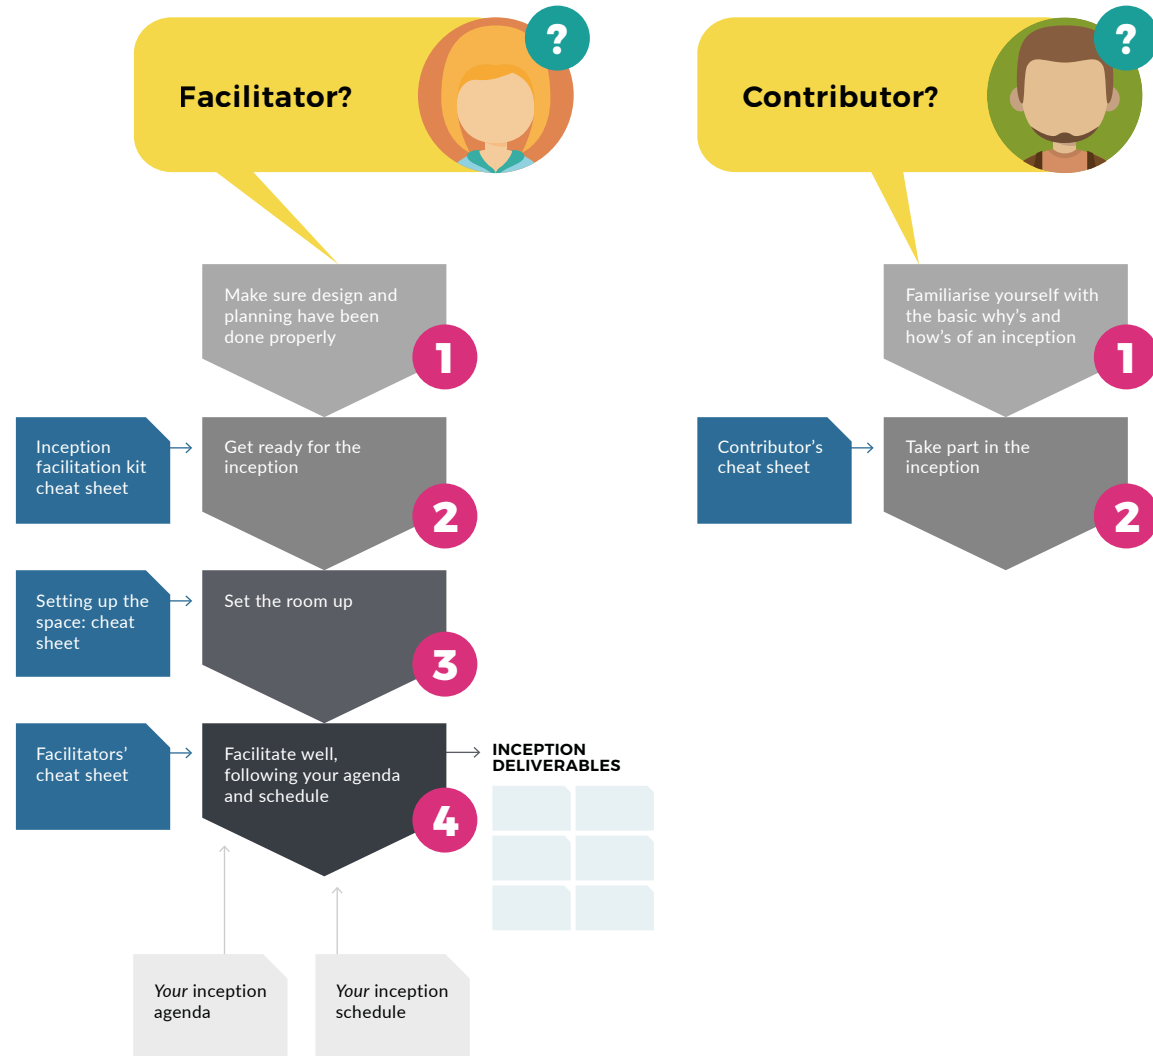 Facilitator?
?
Make sure design and
planning have been
done properly
1
Inception
facilitation kit
cheat sheet
Get ready for the
inception
2
Setting up the
space: cheat
sheet
Set the room up
3
Facilitators’
cheat sheet
Facilitate well,
following your agenda
and schedule
4
INCEPTION
DELIVERABLES
Your inception
agenda
Your inception
schedule
Contributor?
?
Familiarise yourself with
the basic why’s and
how’s of an inception
1
Contributor’s
cheat sheet
Take part in the
inception
2